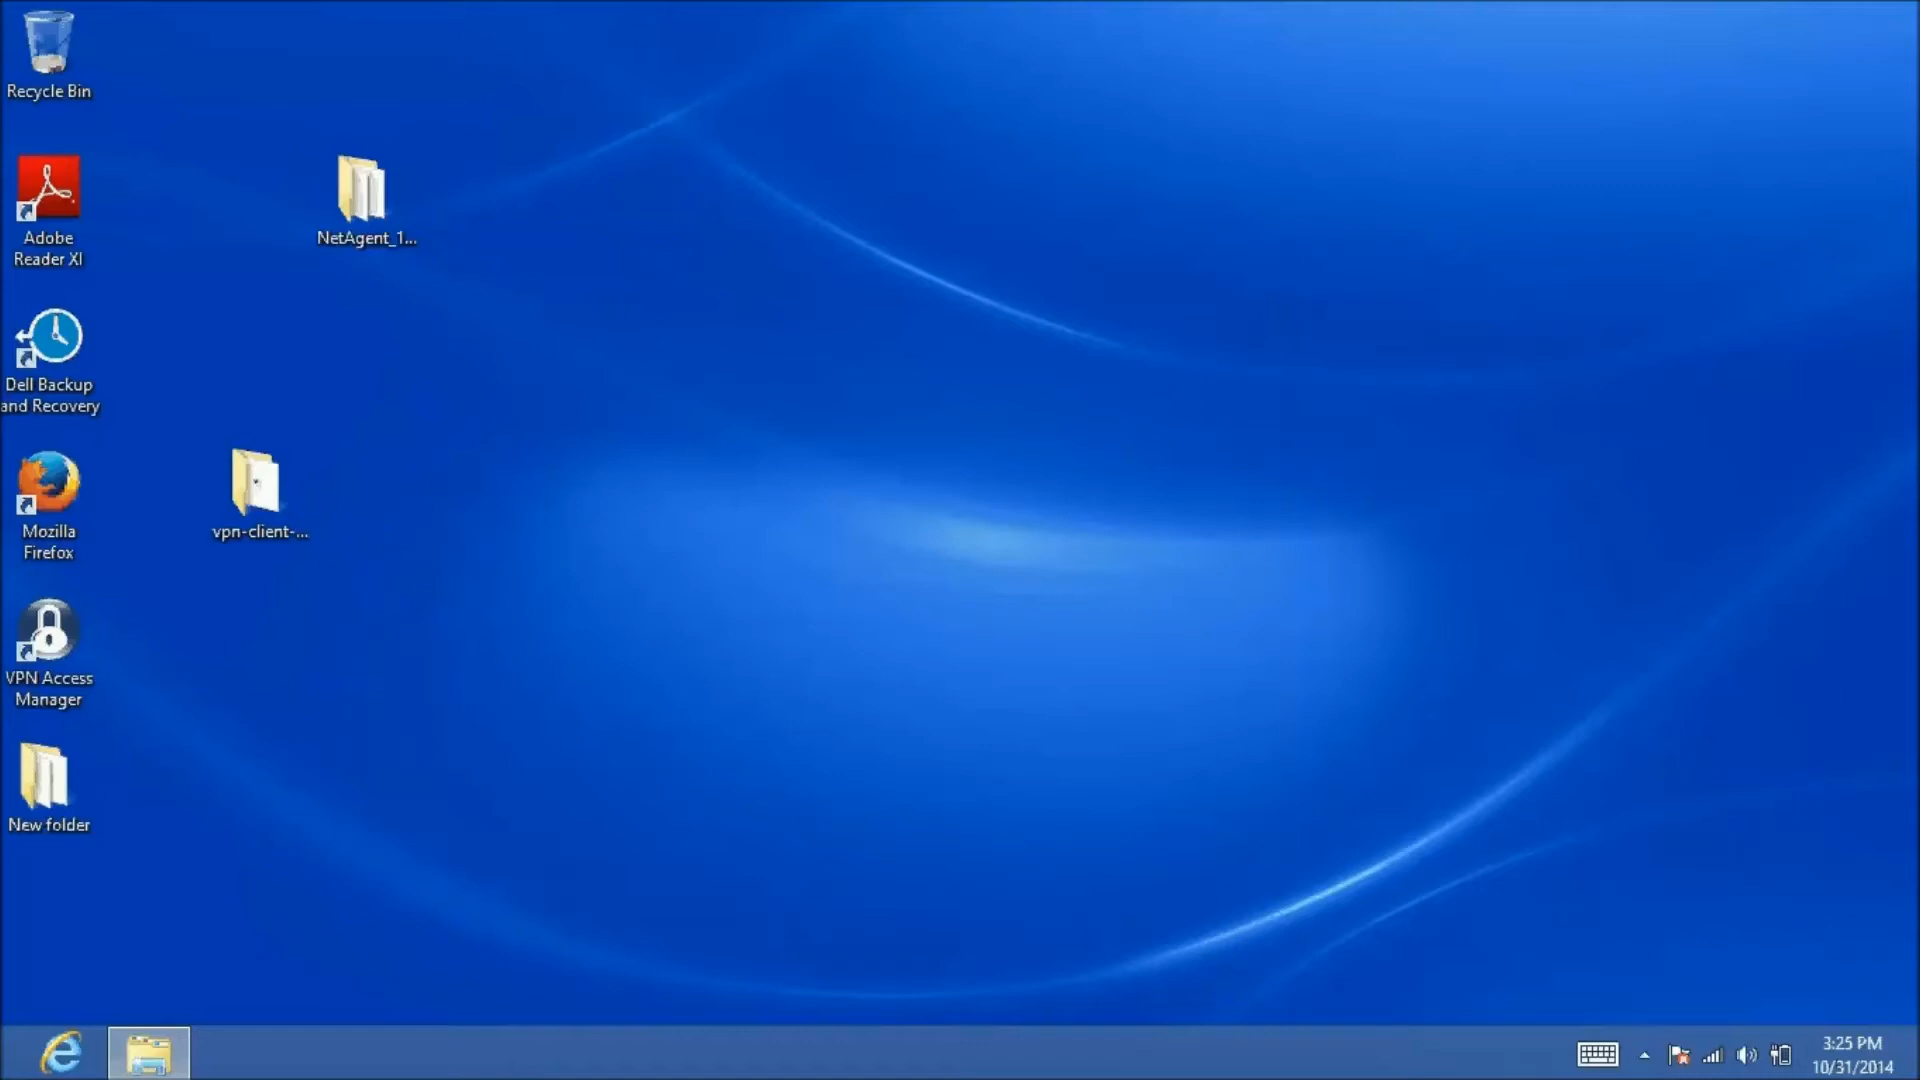 Recycle Bin
Adobe
Reader XI
NetAgent_1...
Dell Backup
and Recovery
Mozilla
Firefox
vpn-client-...
VPN Access
Manager
New folder
3:25 PM
10/31/2014